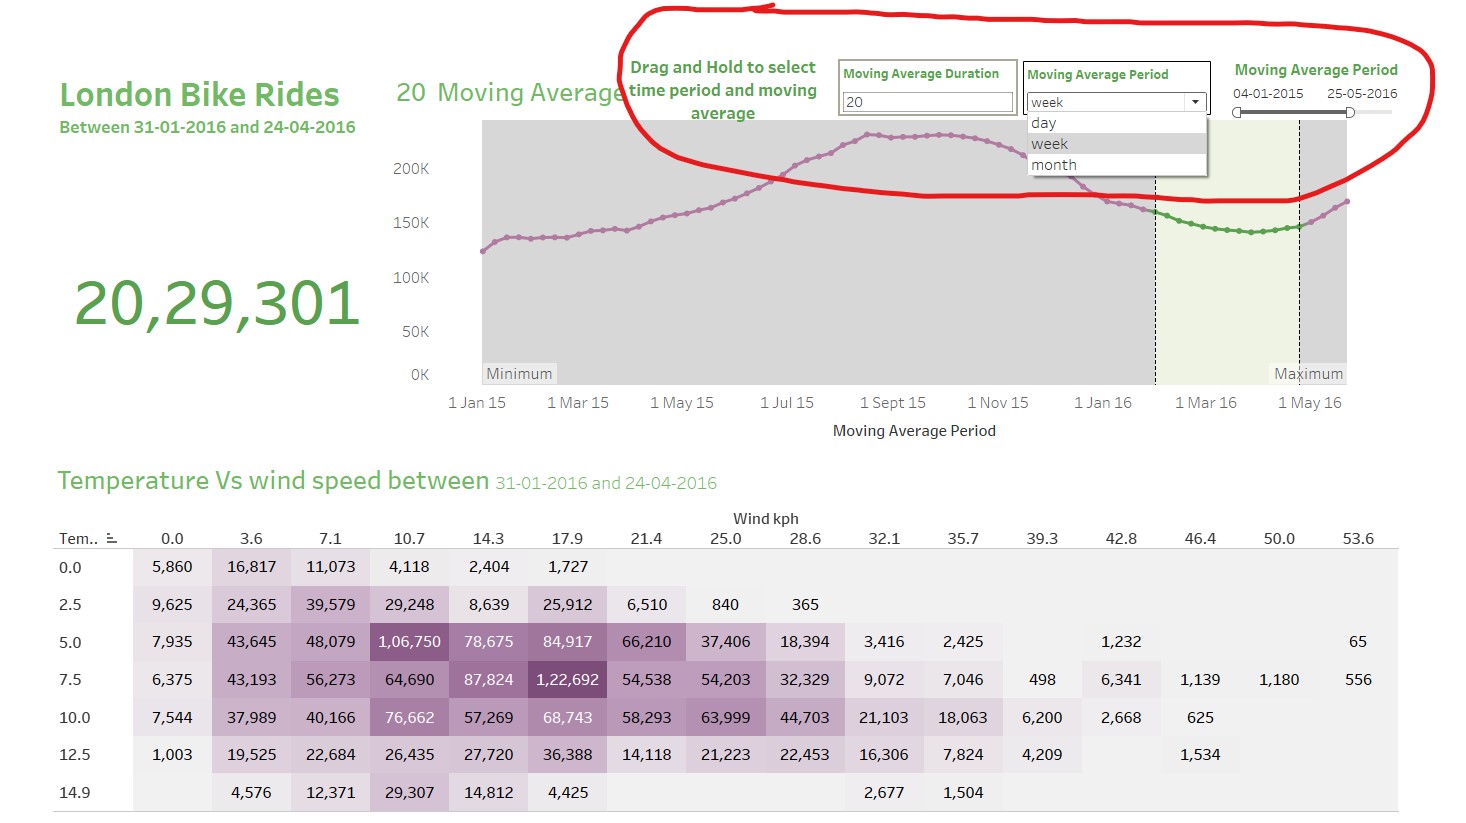 London Bike Rides
Between 31-01-2016 and 24-04-2016
20,29,301
20 Moving Average
Drag and Hold to select
time period and moving
average
Moving Average Duration
20
Moving Average Period
week
day
week
month
Moving Average Period
04-01-2015 25-05-2016
200K
150K
100K
50K
0K
Minimum Maximum
1 Jan 15 1 Mar 15 1 May 15 1 Jul 15 1 Sept 15 1 Nov 15 1 Jan 16 1 Mar 16 1 May 16
Moving Average Period
Temperature Vs wind speed between 31-01-2016 and 24-04-2016
Wind kph
Tem.. 0.0 3.6 7.1 10.7 14.3 17.9 21.4 25.0 28.6 32.1 35.7 39.3 42.8 46.4 50.0 53.6
0.0 5,860 16,817 11,073 4,118 2,404 1,727
2.5 9,625 24,365 39,579 29,248 8,639 25,912 6,510 840 365
5.0 7,935 43,645 48,079 1,06,750 78,675 84,917 66,210 37,406 18,394 3,416 2,425 1,232 65
7.5 6,375 43,193 56,273 64,690 87,824 1,22,692 54,538 54,203 32,329 9,072 7,046 498 6,341 1,139 1,180 556
10.0 7,544 37,989 40,166 76,662 57,269 68,743 58,293 63,999 44,703 21,103 18,063 6,200 2,668 625
12.5 1,003 19,525 22,684 26,435 27,720 36,388 14,118 21,223 22,453 16,306 7,824 4,209 1,534
14.9 4,576 12,371 29,307 14,812 4,425 2,677 1,504